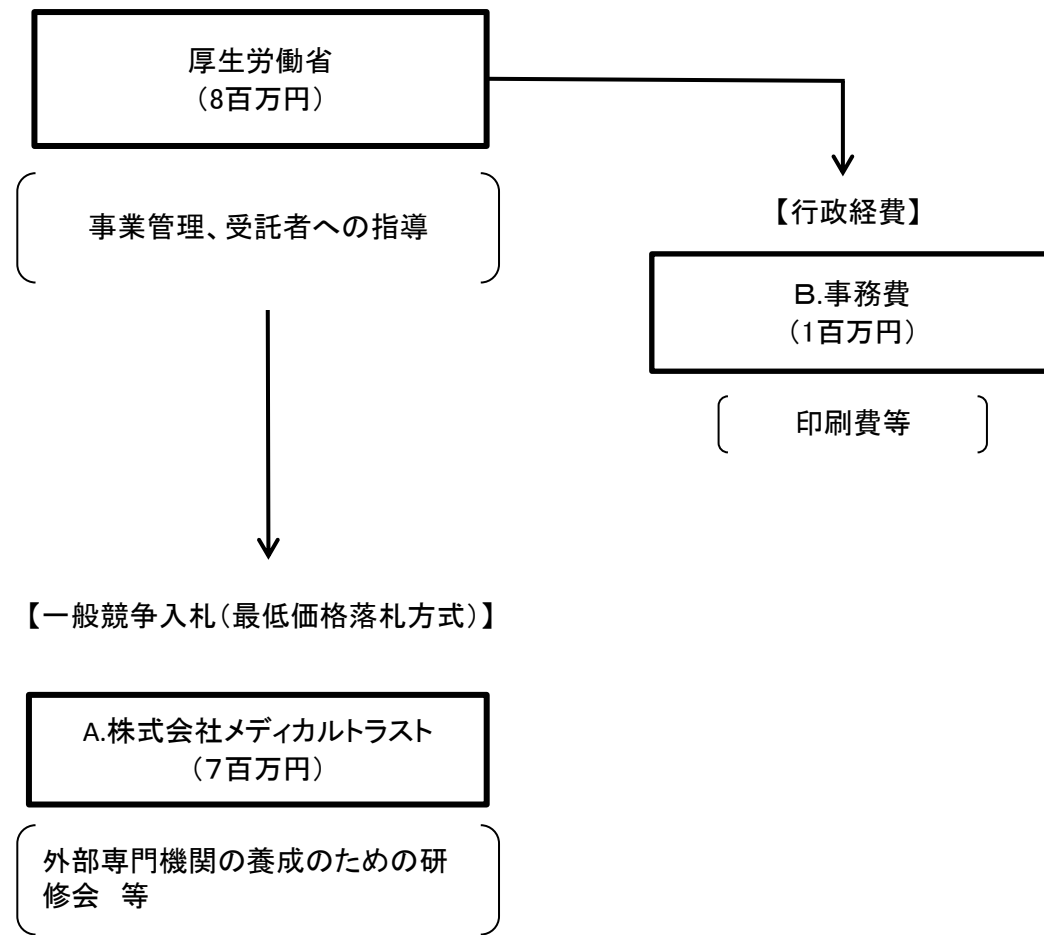 厚生労働省
（8百万円）
事業管理、受託者への指導
【行政経費】
Ｂ.事務費
（1百万円）
印刷費等
【一般競争入札（最低価格落札方式）】
A.株式会社メディカルトラスト
（７百万円）
外部専門機関の養成のための研
修会　等